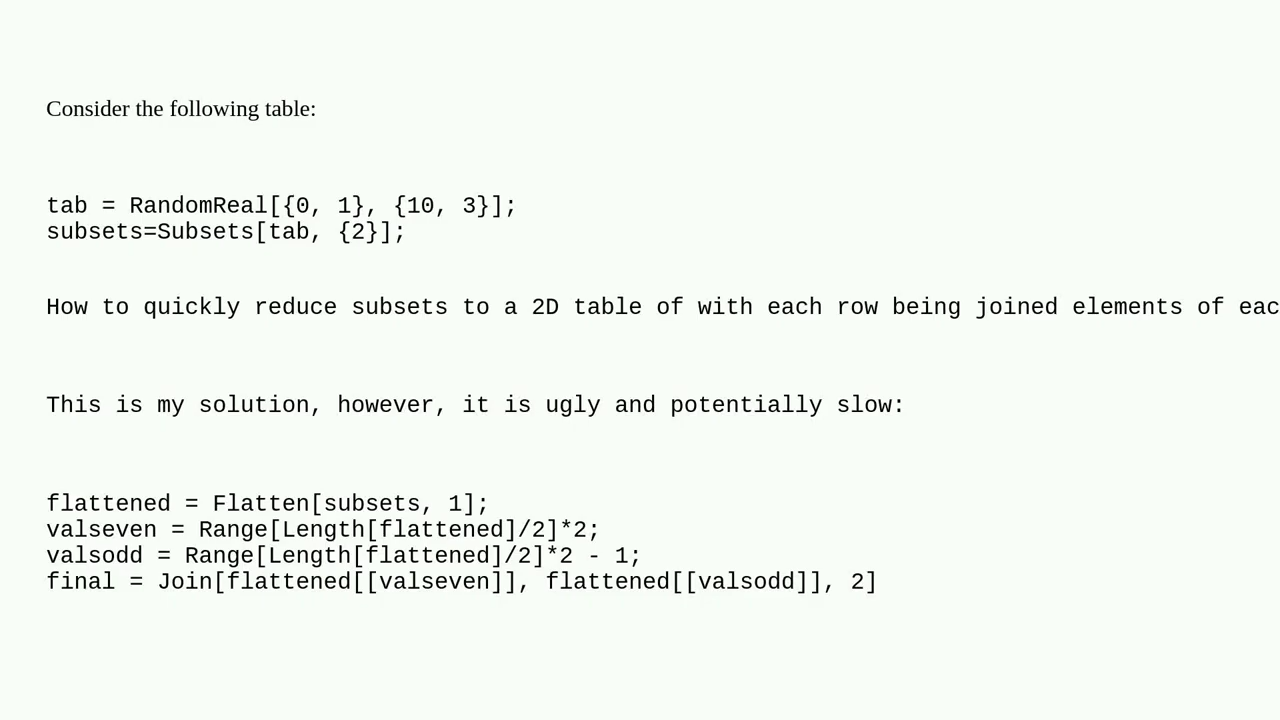 Consider the following table:
tab = RandomReal[{0, 1}, {10, 3}];
subsets=Subsets[tab, {2}];
How to quickly reduce subsets to a 2D table of with each row being joined elements of
This is my solution, however, it is ugly and potentially slow:
flattened = Flatten[subsets, 1];
valseven = Range[Length[flattened]/2]*2;
valsodd = Range[Length[flattened]/2]*2 - 1;
final = Join[flattened[[valseven]], flattened[[valsodd]], 2]